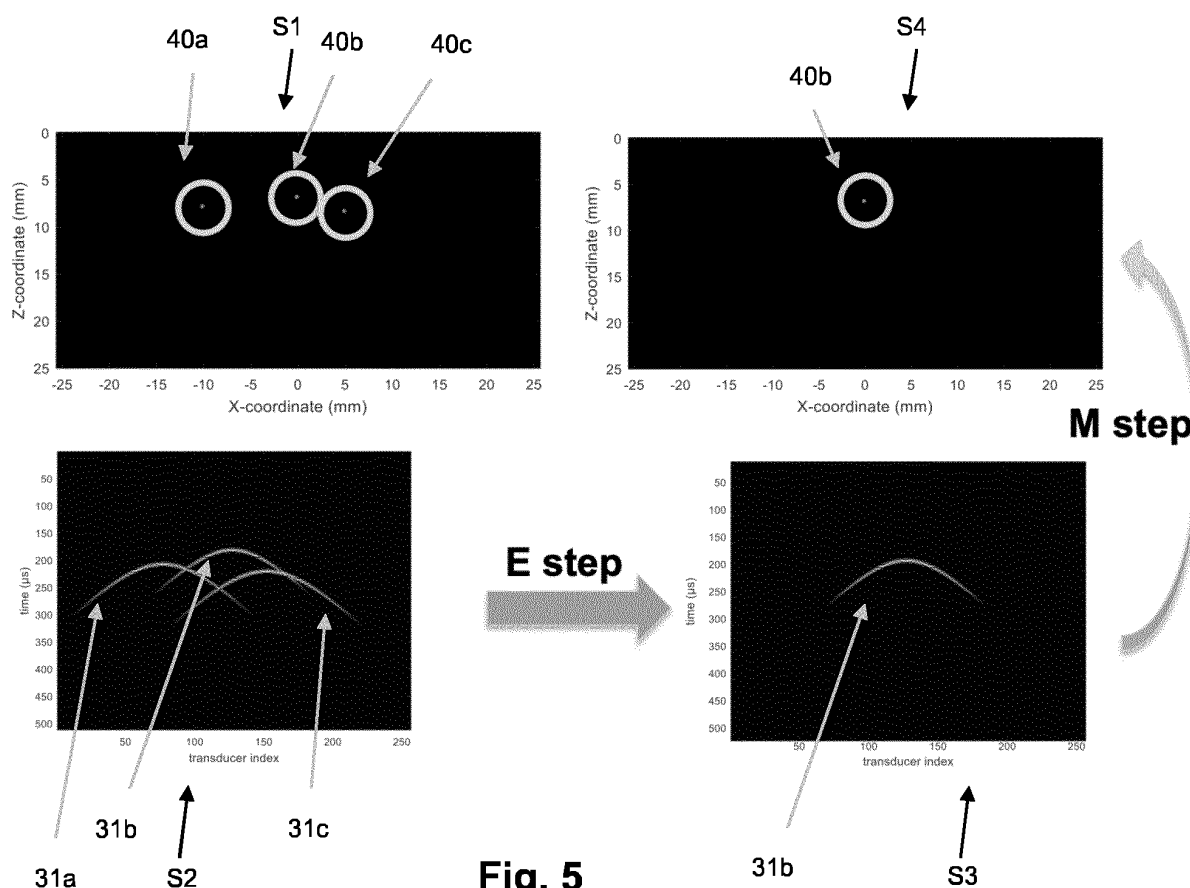 40a
S1
40b
40c
S4
40b
0
5
10
15
20
25
Z-coordinate (mm)
-25 -20 -15 -10 -5 0 5 10 15 20 25
X-coordinate (mm)
0
5
10
15
20
25
Z-coordinate (mm)
-25 -20 -15 -10 -5 0 5 10 15 20 25
X-coordinate (mm)
M step
50
100
150
200
250
300
350
400
450
500
time (µs)
50 100 150 200 250
transducer index
E step
50
100
150
200
250
300
350
400
450
500
time (µs)
50 100 150 200 250
transducer index
31b
31c
31a
S2
31b
S3
Fig. 5